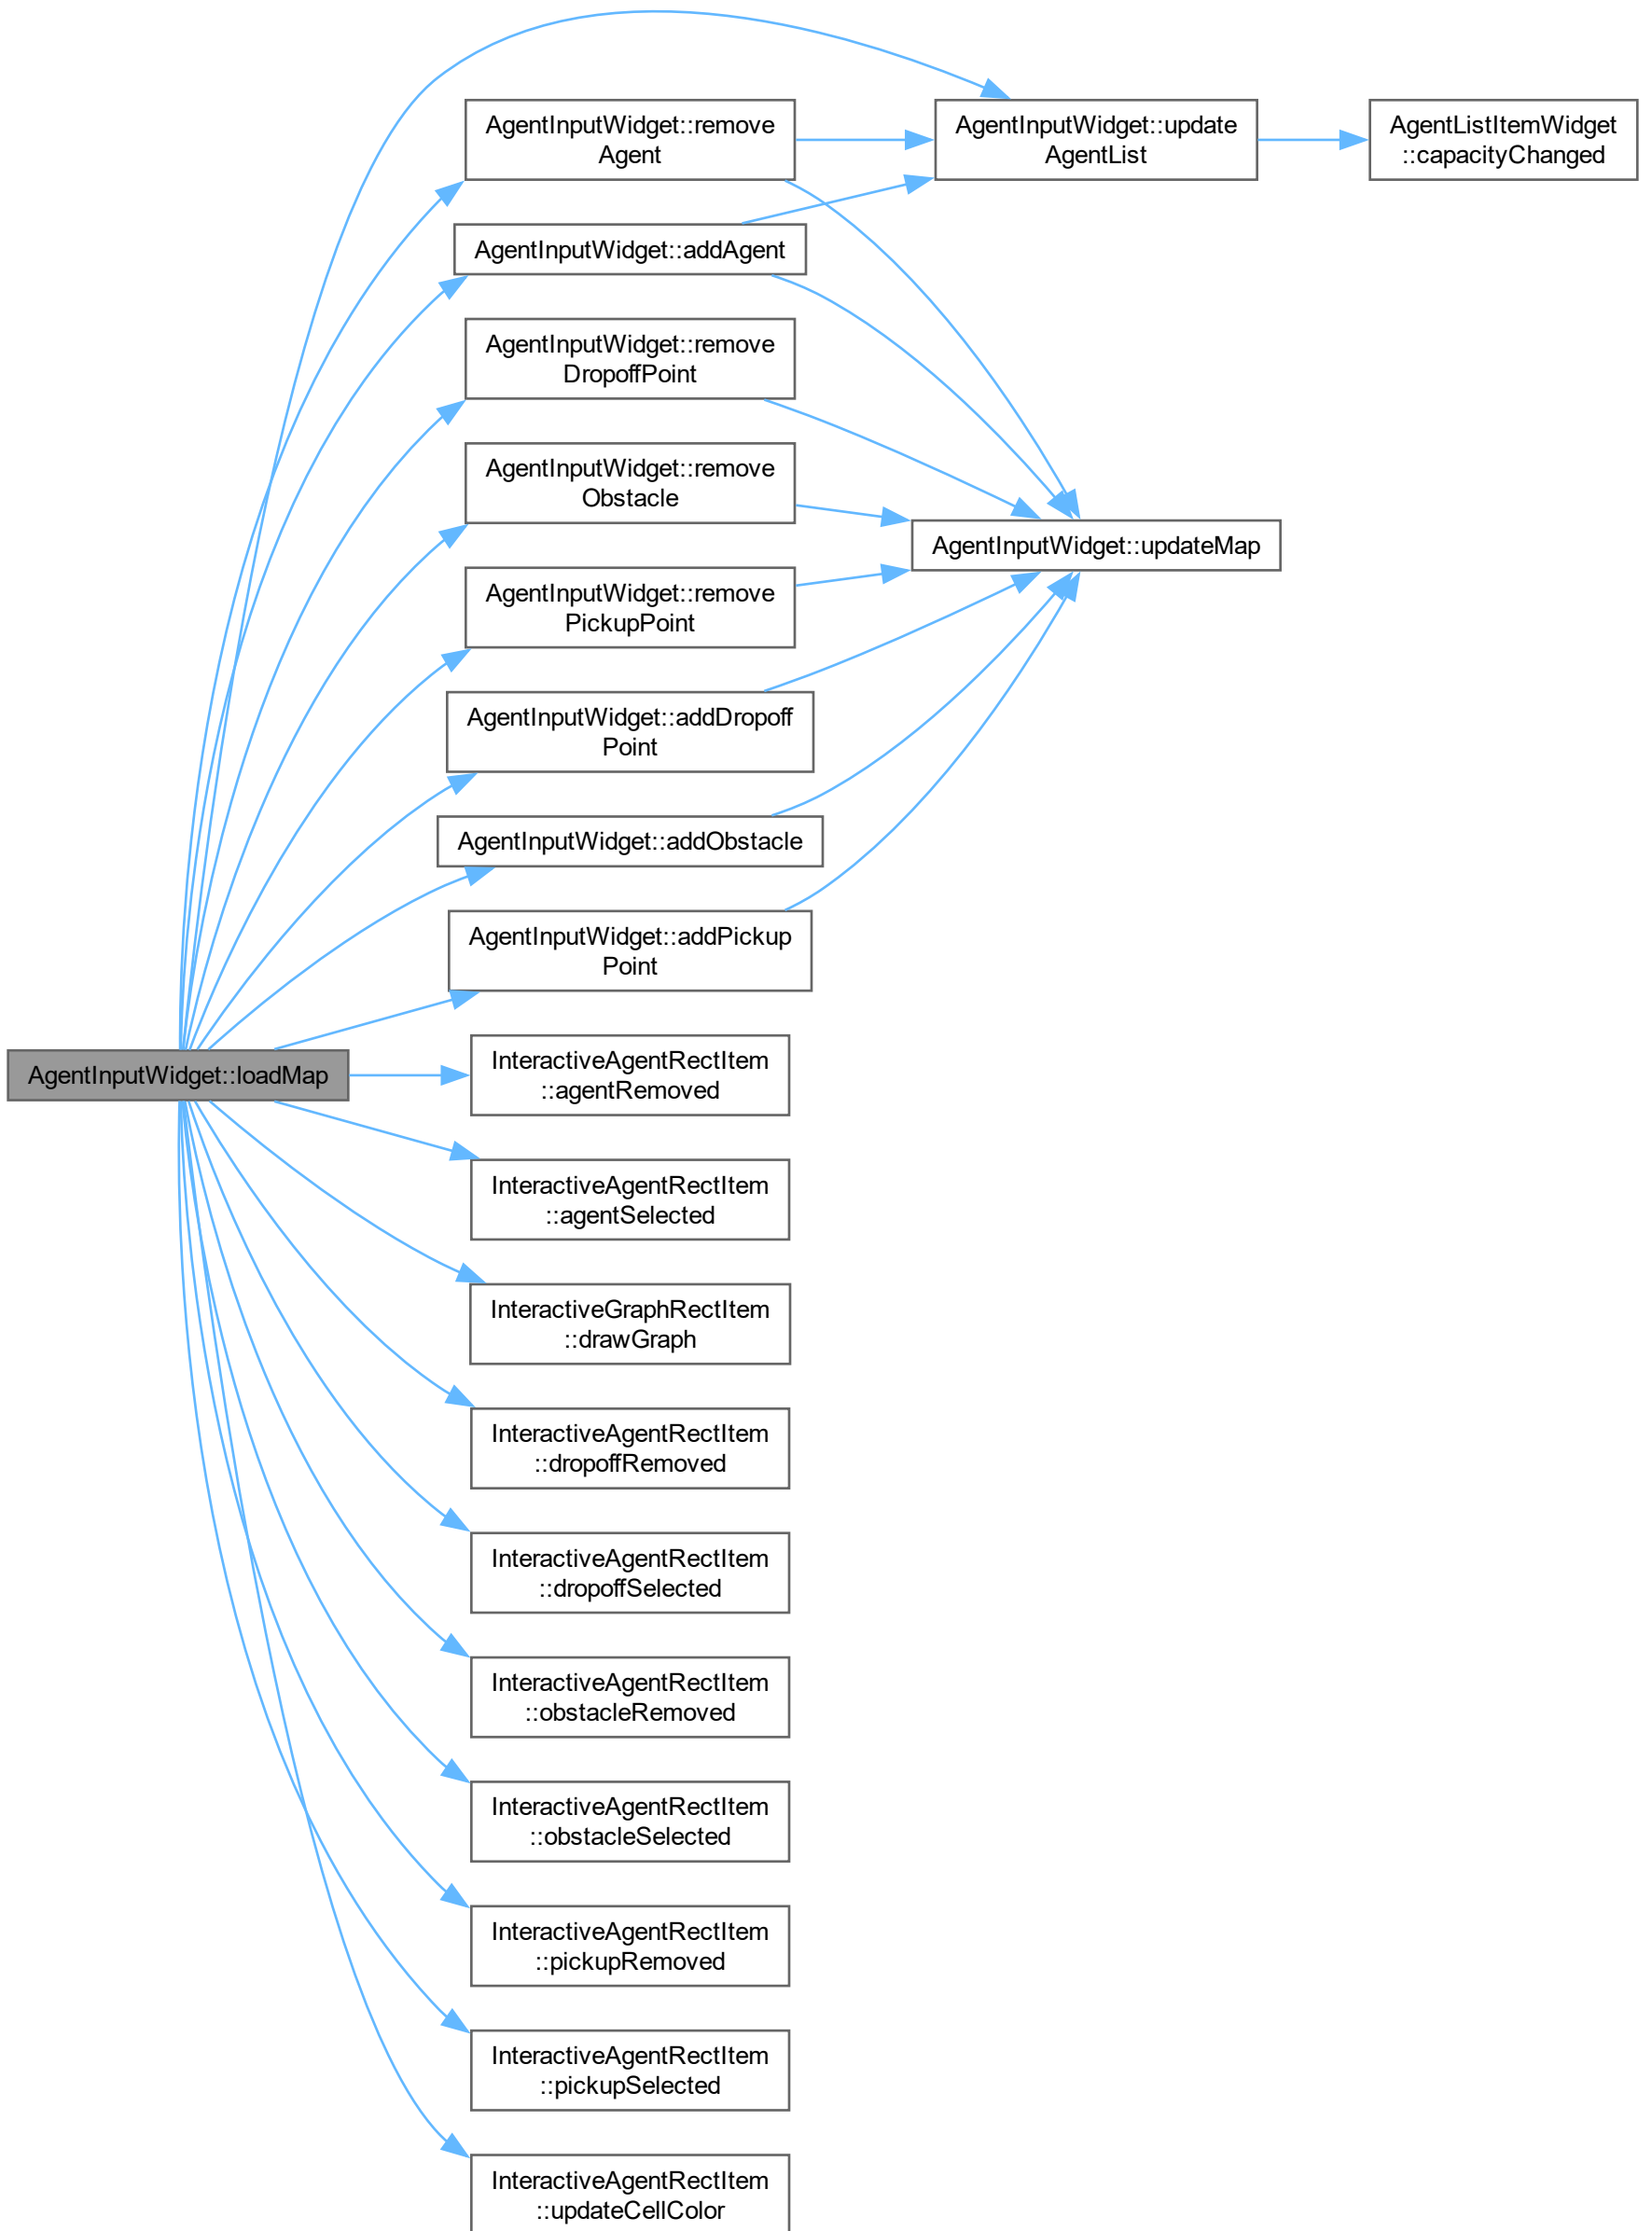 AgentInputWidget::remove
Agent
AgentInputWidget::update
AgentList
AgentListItemWidget
::capacityChanged
AgentInputWidget::addAgent
AgentInputWidget::remove
DropoffPoint
AgentInputWidget::remove
Obstacle
AgentInputWidget::updateMap
AgentInputWidget::remove
PickupPoint
AgentInputWidget::addDropoff
Point
AgentInputWidget::addObstacle
AgentInputWidget::addPickup
Point
AgentInputWidget::loadMap
InteractiveAgentRectItem
::agentRemoved
InteractiveAgentRectItem
::agentSelected
InteractiveGraphRectItem
::drawGraph
InteractiveAgentRectItem
::dropoffRemoved
InteractiveAgentRectItem
::dropoffSelected
InteractiveAgentRectItem
::obstacleRemoved
InteractiveAgentRectItem
::obstacleSelected
InteractiveAgentRectItem
::pickupRemoved
InteractiveAgentRectItem
::pickupSelected
InteractiveAgentRectItem
::updateCellColor